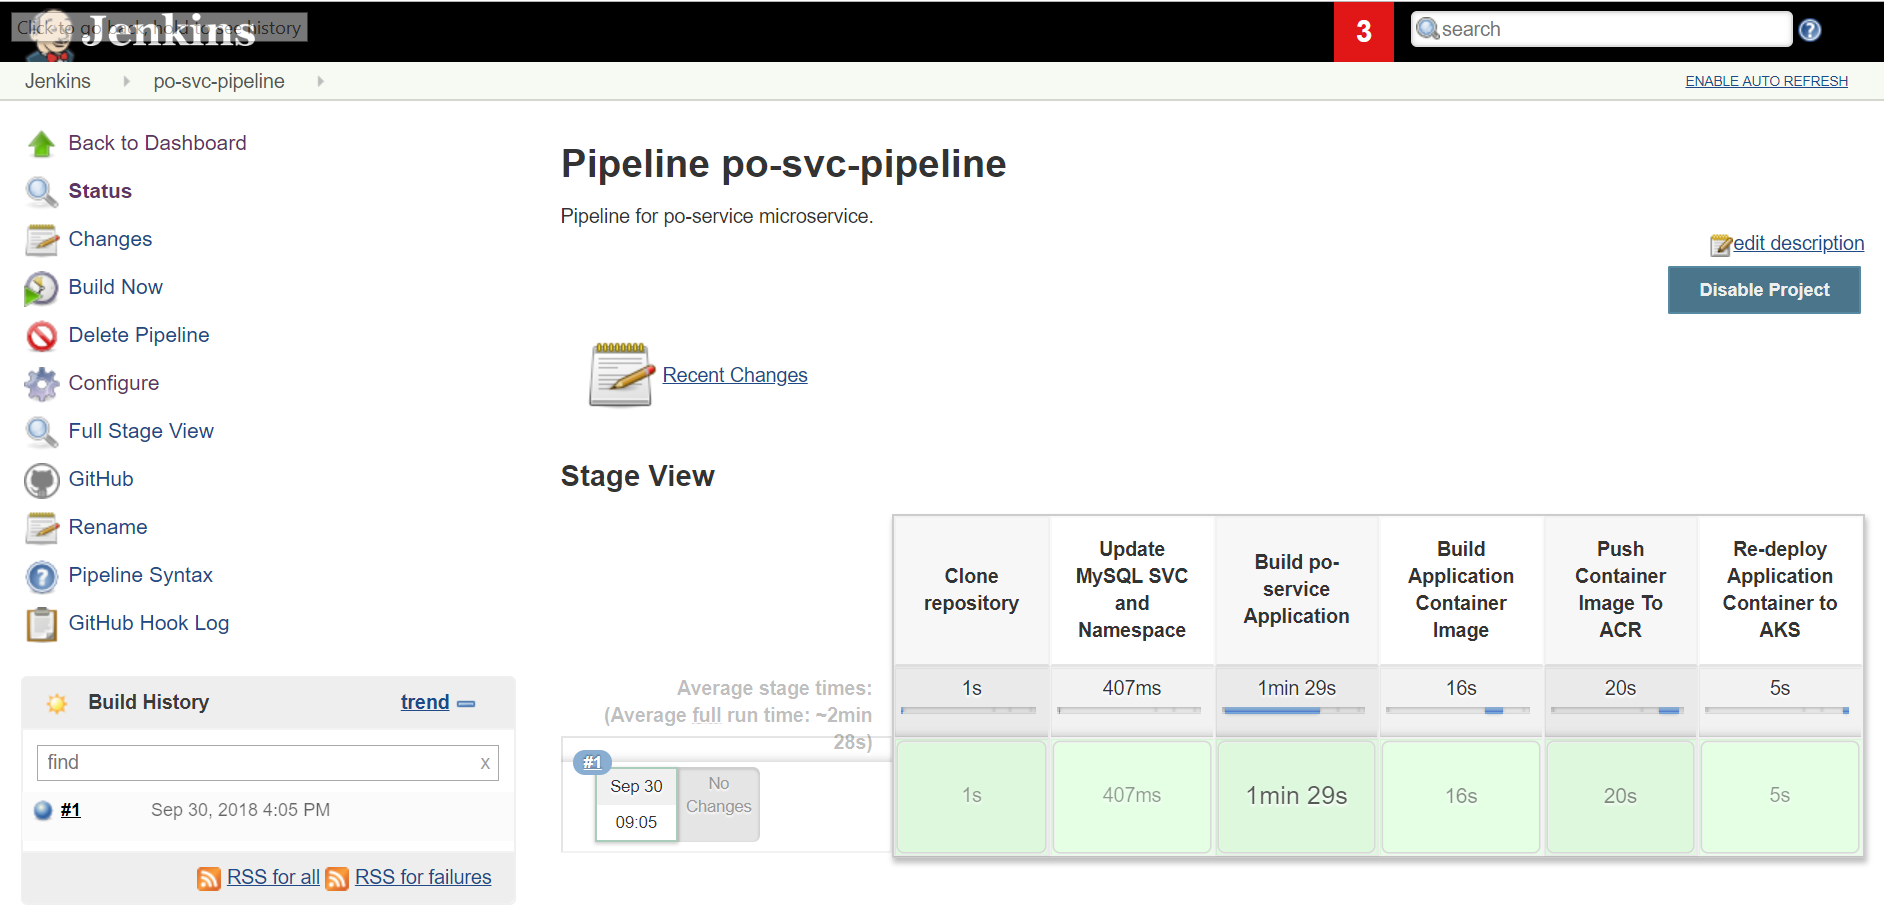 Click to go back, hold to see history
Jenkins
3
search
?
Jenkins
po-svc-pipeline
ENABLE AUTO REFRESH
Back to Dashboard
Status
Changes
Build Now
Delete Pipeline
Configure
Full Stage View
GitHub
Rename
Pipeline Syntax
GitHub Hook Log
Build History
trend
find
x
#1
Sep 30, 2018 4:05 PM
RSS for all
RSS for failures
Pipeline po-svc-pipeline
Pipeline for po-service microservice.
edit description
Disable Project
Recent Changes
Stage View
Clone
repository
Update
MySQL SVC
and
Namespace
Build po-
service
Application
Build
Application
Container
Image
Push
Container
Image To
ACR
Re-deploy
Application
Container to
AKS
Average stage times:
(Average full run time: ~2min
28s)
1s
407ms
1min 29s
16s
20s
5s
#1
Sep 30
09:05
No
Changes
1s
407ms
1min 29s
16s
20s
5s